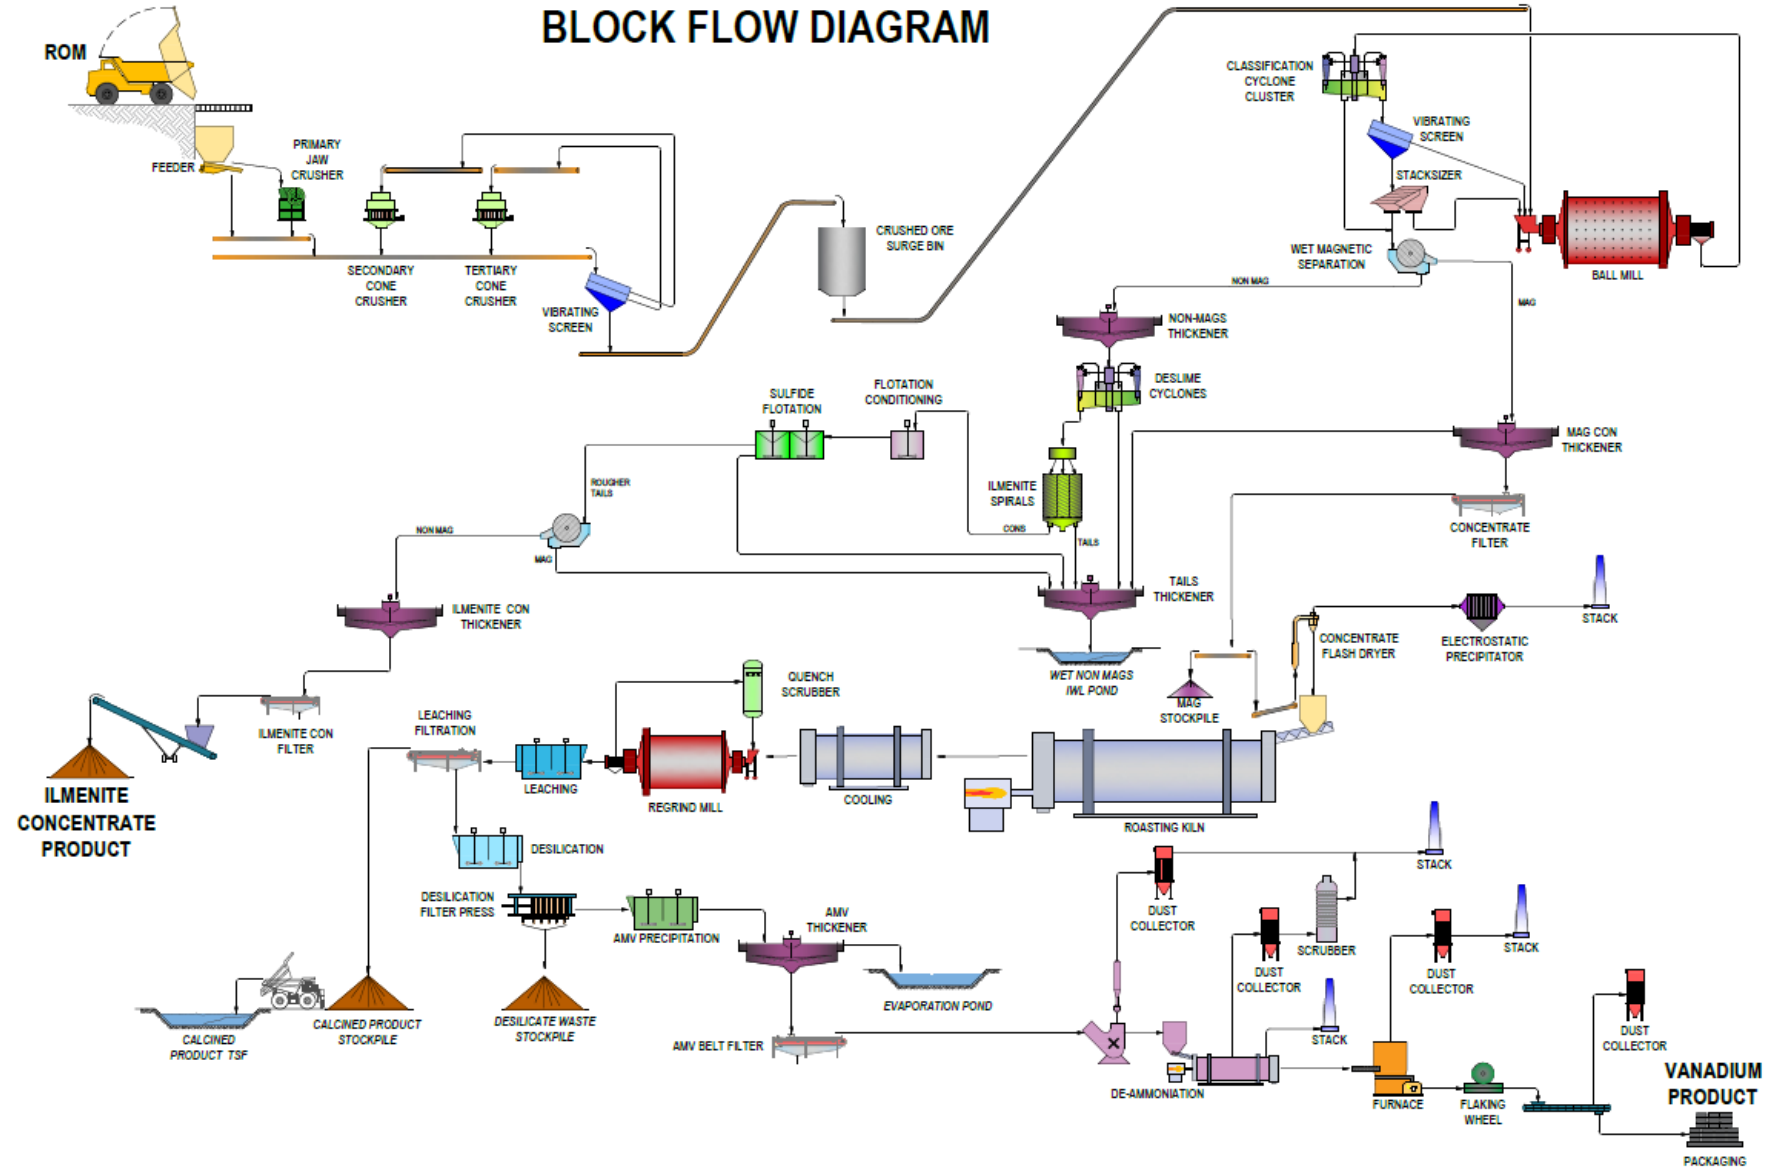 BLOCK FLOW DIAGRAM
ROM
FEEDER
PRIMARY
JAW
CRUSHER
SECONDARY
CONE
CRUSHER
TERTIARY
CONE
CRUSHER
VIBRATING
SCREEN
CRUSHED ORE
SURGE BIN
CLASSIFICATION
CYCLONE
CLUSTER
VIBRATING
SCREEN
STACKSIZER
WET MAGNETIC
SEPARATION
BALL MILL
NON MAG
MAG
NON-MAGS
THICKENER
DESLIME
CYCLONES
SULFIDE
FLOTATION
FLOTATION
CONDITIONING
MAG CON
THICKENER
ROUGHER
TAILS
ILMENITE
SPIRALS
CONS
TAILS
CONCENTRATE
FILTER
NON MAG
MAG
TAILS
THICKENER
ILMENITE CON
THICKENER
STACK
CONCENTRATE
FLASH DRYER
ELECTROSTATIC
PRECIPITATOR
WET NON MAGS
IWL POND
MAG
STOCKPILE
QUENCH
SCRUBBER
LEACHING
FILTRATION
ILMENITE CON
FILTER
LEACHING
REGRIND MILL
COOLING
ROASTING KILN
ILMENITE
CONCENTRATE
PRODUCT
DESILICATION
DESILICATION
FILTER PRESS
AMV PRECIPITATION
AMV
THICKENER
EVAPORATION POND
DUST
COLLECTOR
STACK
SCRUBBER
DUST
COLLECTOR
DUST
COLLECTOR
STACK
CALCINED
PRODUCT TSF
CALCINED PRODUCT
STOCKPILE
DESILICATE WASTE
STOCKPILE
AMV BELT FILTER
STACK
DUST
COLLECTOR
DE-AMMONIATION
FURNACE
FLAKING
WHEEL
VANADIUM
PRODUCT
PACKAGING